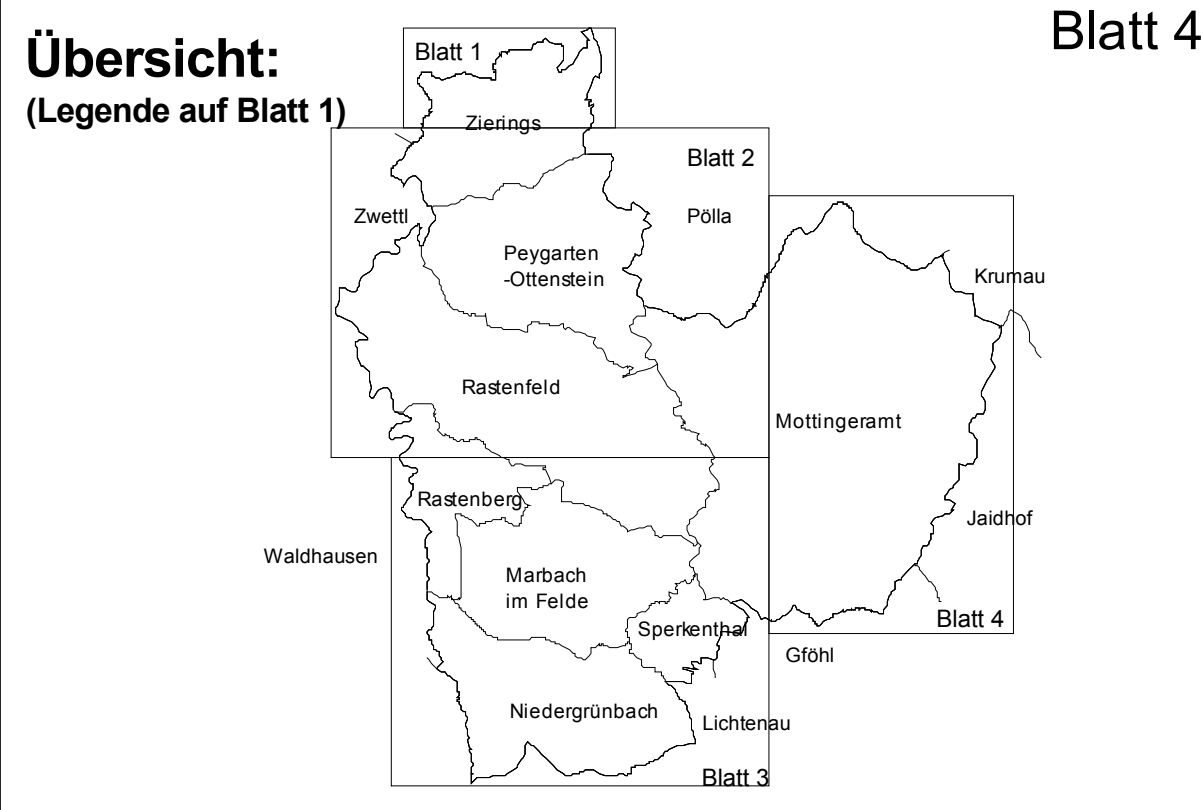 Blatt 4
Übersicht:
(Legende auf Blatt 1)
Blatt 1
Zierings
Blatt 2
Zwettl
Pölla
Peygarten
-Ottenstein
Krumau
Rastenfeld
Mottingeramt
Rastenberg
Jaidhof
Waldhausen
Marbach
im Felde
Blatt 4
Sperkenthal
Gföhl
Niedergrünbach
Lichtenau
Blatt 3